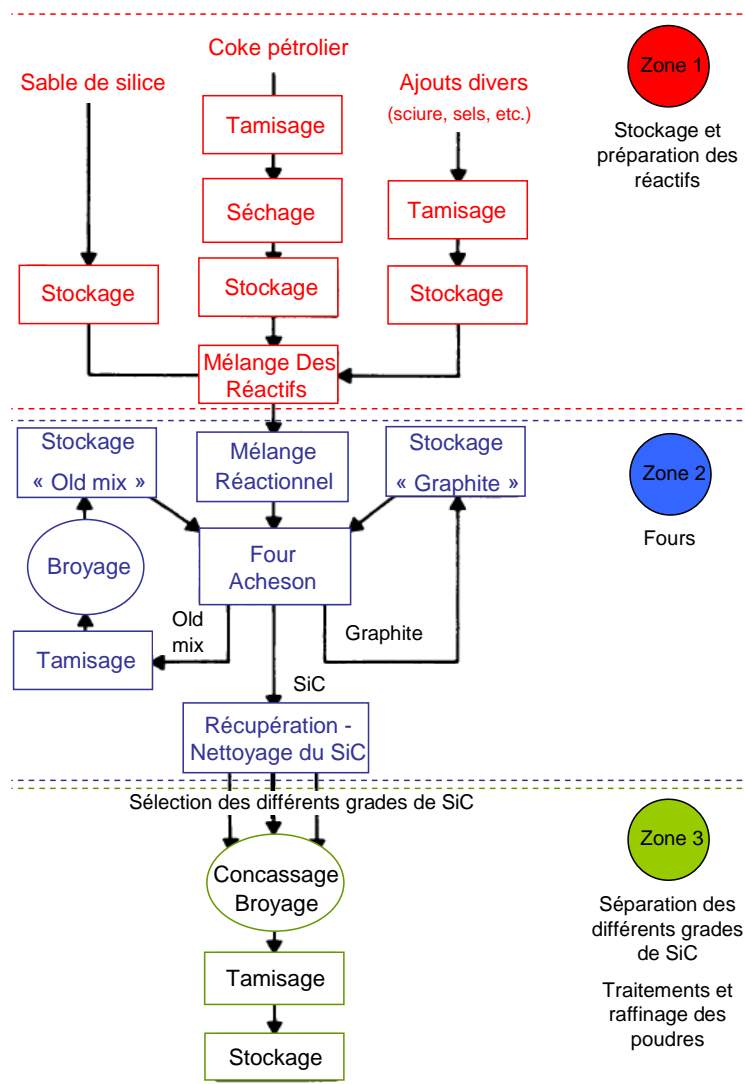 Coke pétrolier
Zone 1
Sable de silice
Ajouts divers
(sciure, sels, etc.)
Tamisage
Stockage et
préparation des
réactifs
Séchage
Tamisage
Stockage
Stockage
Stockage
Mélange Des
Réactifs
Stockage
« Old mix »
Mélange
Réactionnel
Stockage
« Graphite »
Zone 2
Fours
Broyage
Four
Acheson
Old
mix
Graphite
Tamisage
SiC
Récupération -
Nettoyage du SiC
Sélection des différents grades de SiC
Zone 3
Concassage
Broyage
Séparation des
différents grades
de SiC
Tamisage
Traitements et
raffinage des
poudres
Stockage